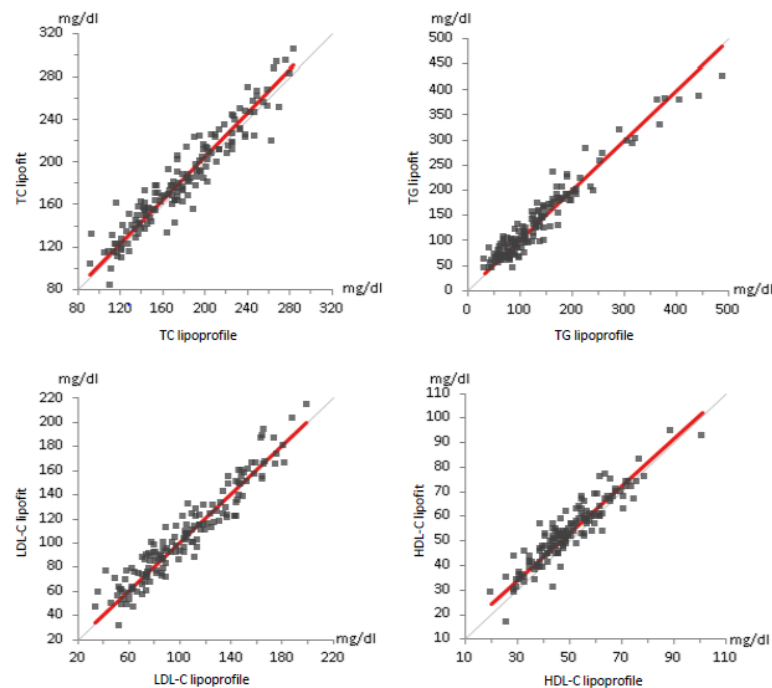 mg/dl
TC lipofit
320
280
240
200
160
120
80
80 120 160 200 240 280 320
mg/dl
TC lipoprofile
mg/dl
TG lipofit
500
450
400
350
300
250
200
150
100
50
0
0 100 200 300 400 500
mg/dl
TG lipoprofile
mg/dl
LDL-C lipofit
220
200
180
160
140
120
100
80
60
40
20
20 60 100 140 180 220
mg/dl
LDL-C lipoprofile
mg/dl
HDL-C lipofit
110
100
90
80
70
60
50
40
30
20
10
10 30 50 70 90 110
mg/dl
HDL-C lipoprofile